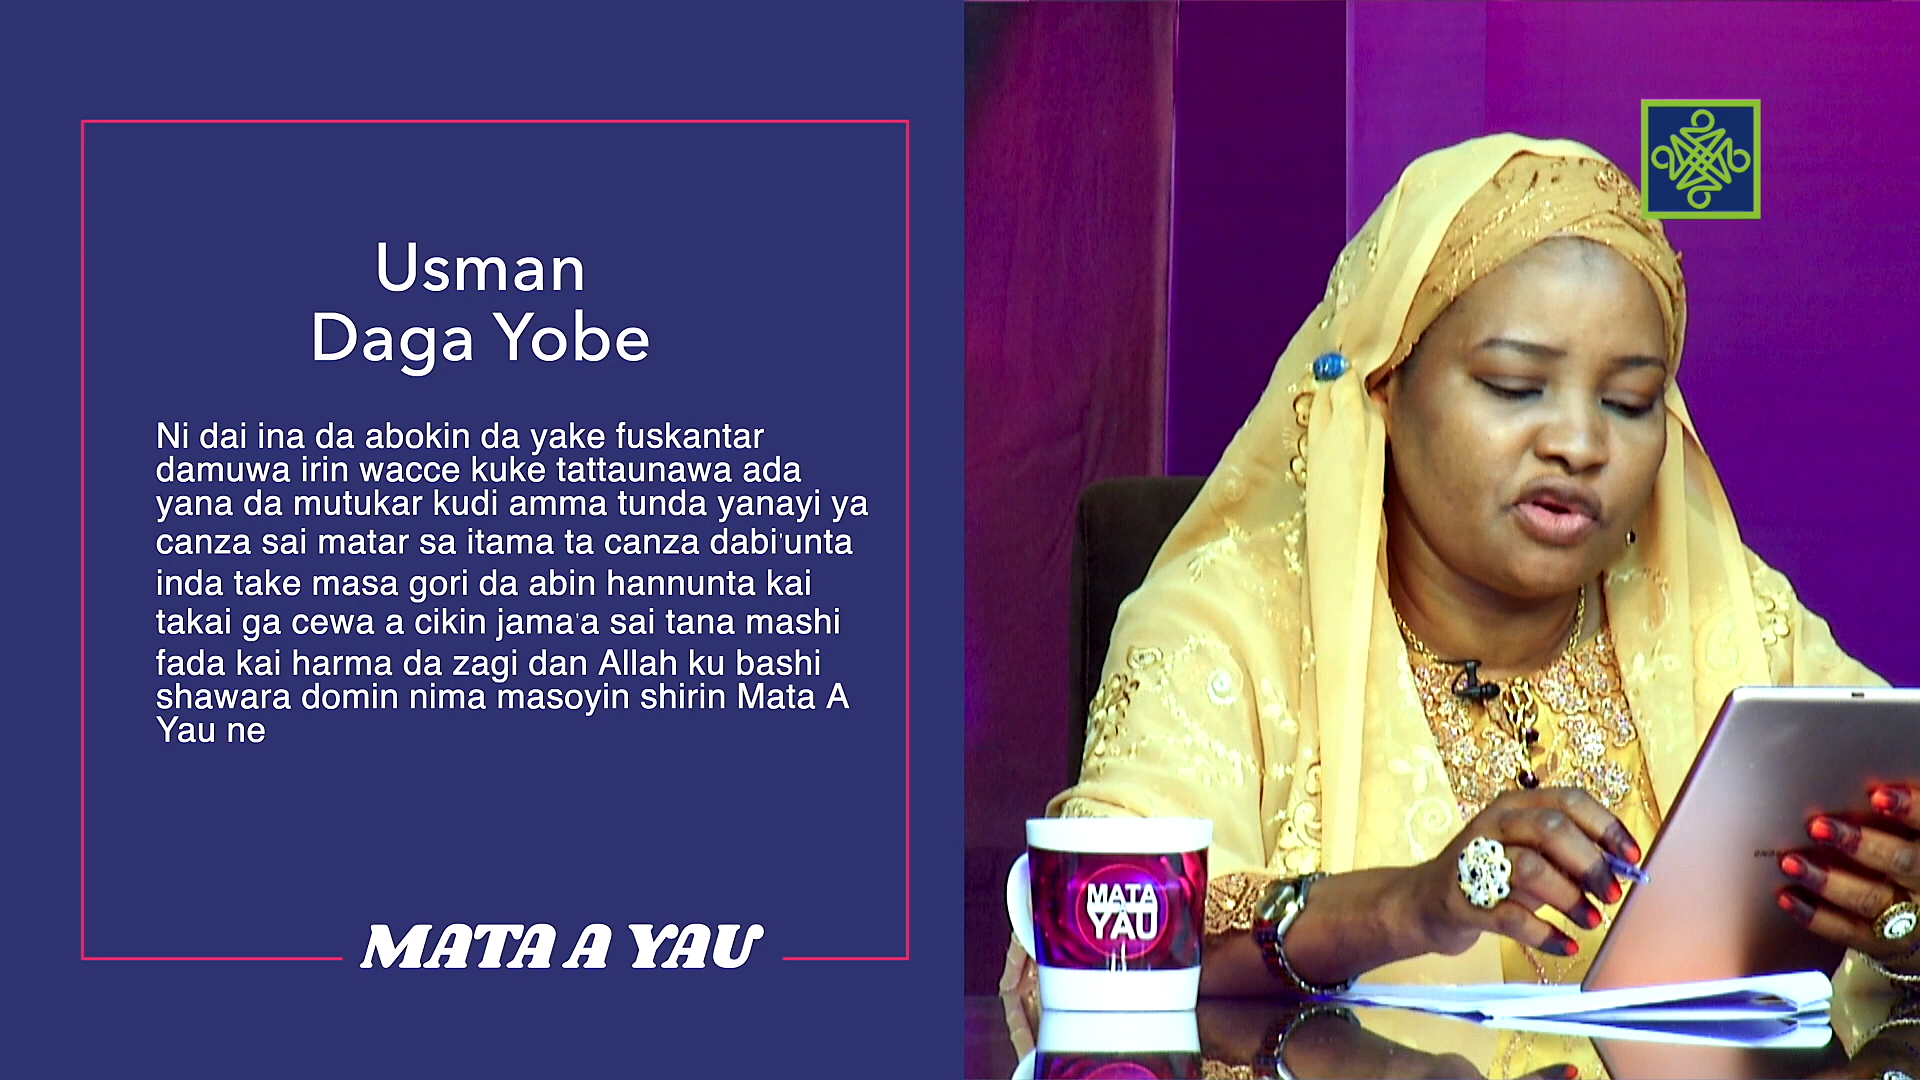 Usman
Daga Yobe
Ni dai ina da abokin da yake fuskantar
damuwa irin wacce kuke tattaunawa ada
yana da mutukar kudi amma tunda yanayi ya
canza sai matar sa itama ta canza dabi'unta
inda take masa gori da abin hannunta kai
takai ga cewa a cikin jama'a sai tana mashi
fada kai harma da zagi dan Allah ku bashi
shawara domin nima masoyin shirin Mata A
Yau ne
MATA A YAU
MATA
A
YAU